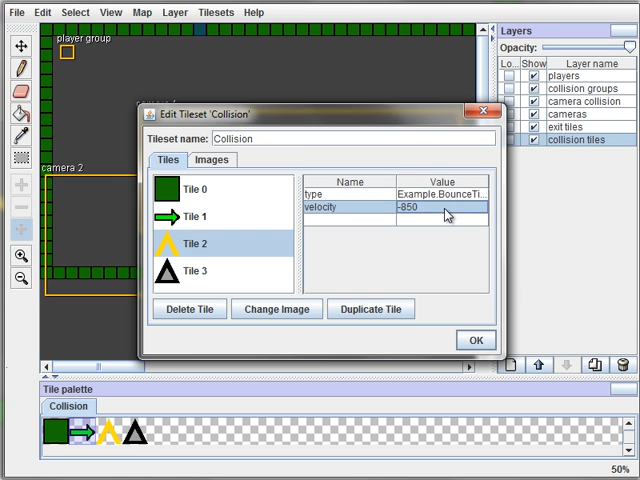 File Edit Select View Map Layer Tilesets Help
player group
camera 2
Layers
Opacity:
Lo... Show Layer name
players
collision groups
camera collision
cameras
exit tiles
collision tiles
Edit Tileset 'Collision'
Tileset name: Collision
Tiles Images
Tile 0
Tile 1
Tile 2
Tile 3
Name Value
type Example.BounceTi...
velocity -850
Delete Tile Change Image Duplicate Tile
OK
Tile palette
Collision
50%